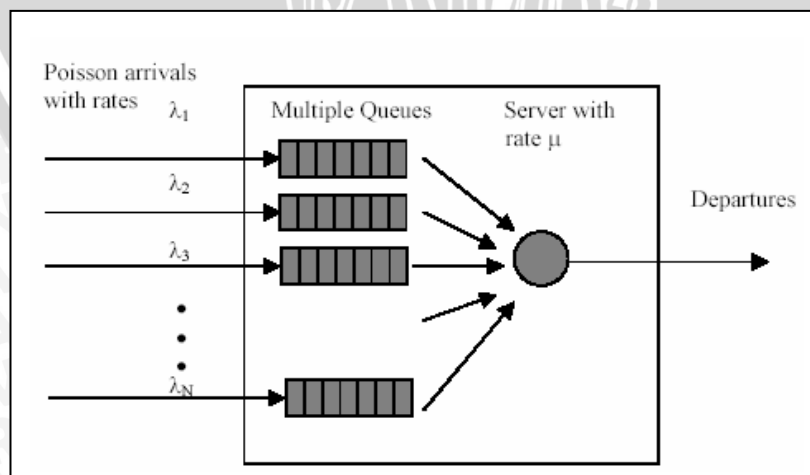 Poisson arrivals
with rates
λ1
Multiple Queues
Server with
rate μ
λ2
Departures
λ3
λN